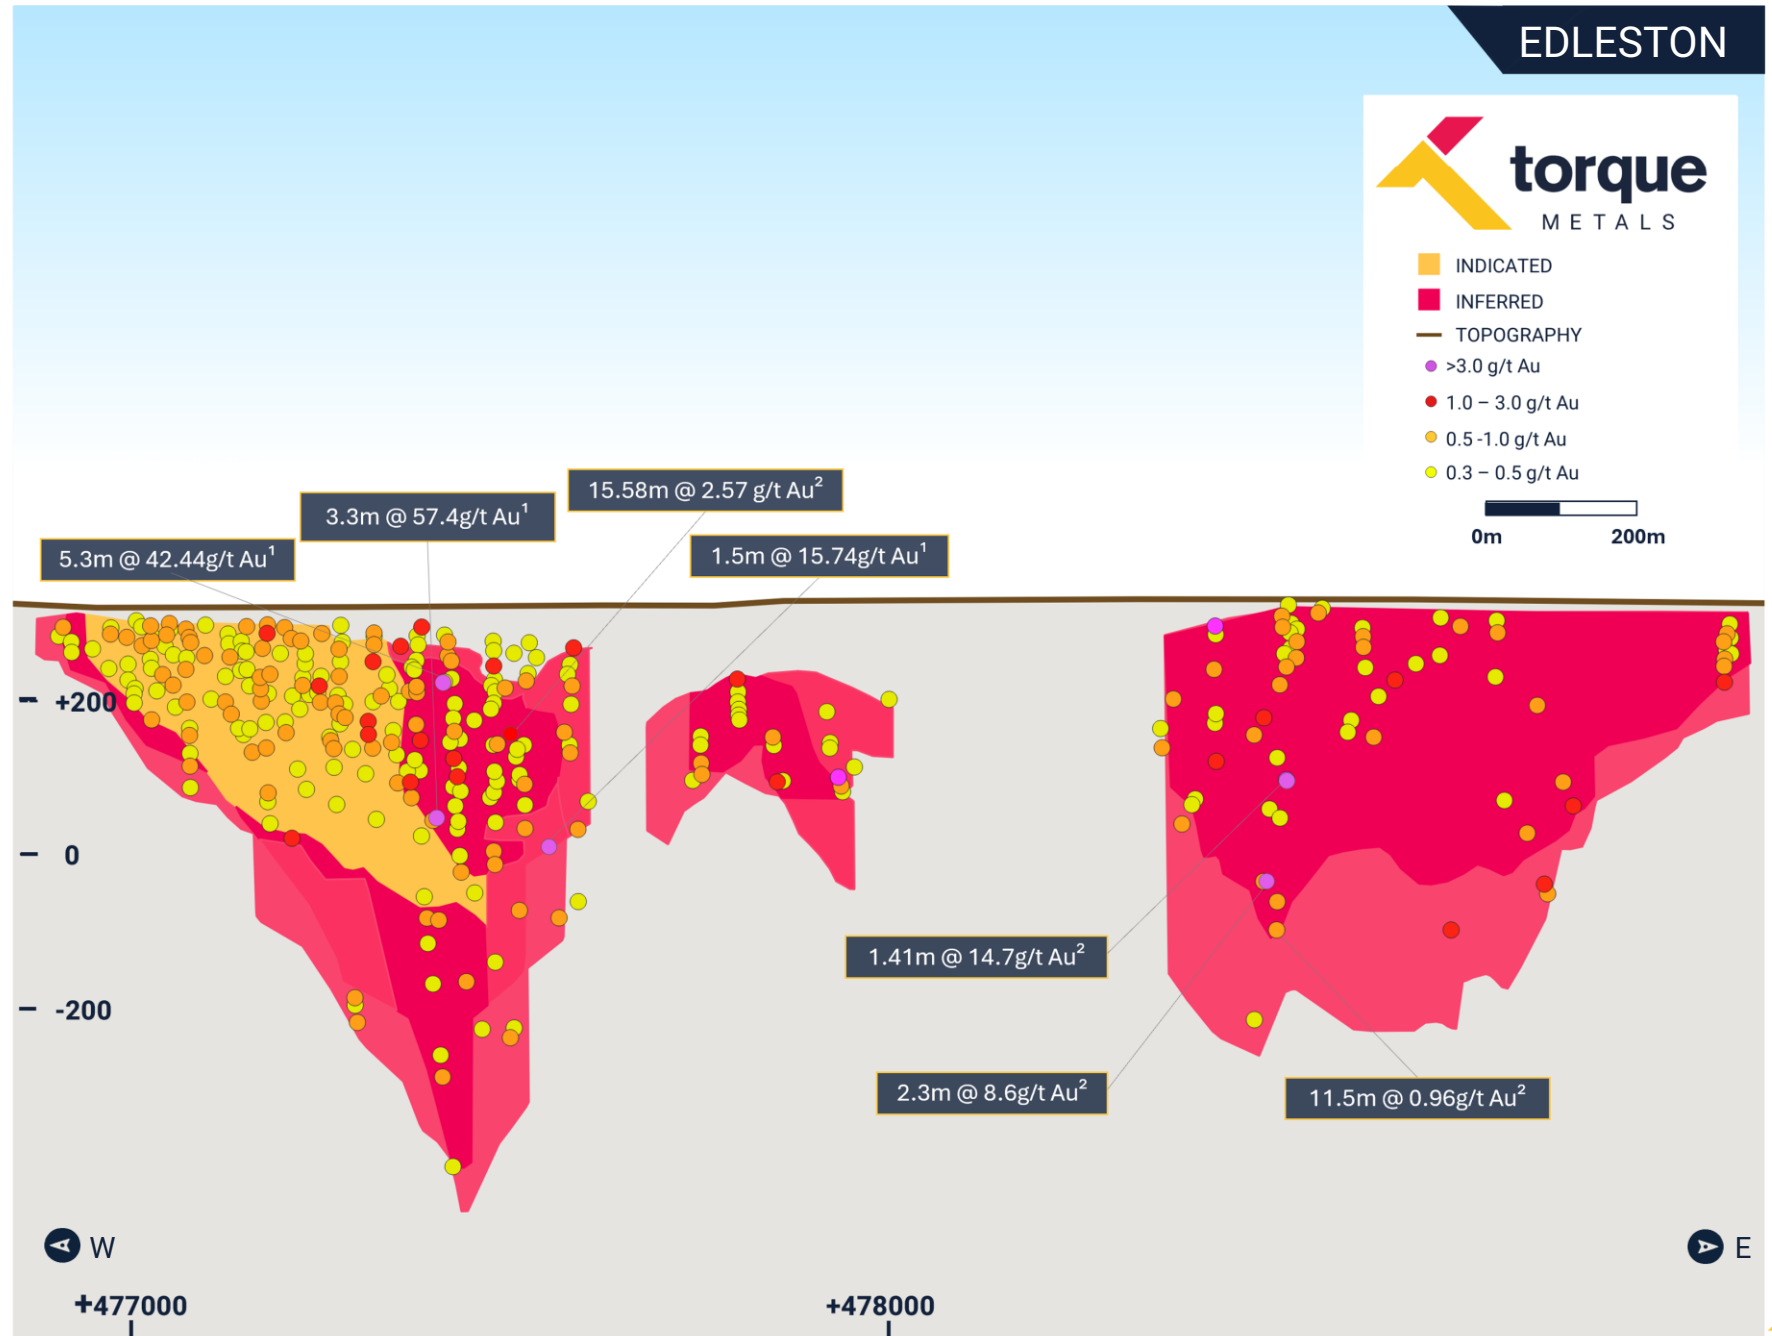 EDLESTON
torque
METALS
INDICATED
INFERRED
TOPOGRAPHY
>3.0 g/t Au
1.0 – 3.0 g/t Au
0.5 -1.0 g/t Au
0.3 – 0.5 g/t Au
0m 200m
15.58m @ 2.57 g/t Au²
3.3m @ 57.4g/t Au¹
5.3m @ 42.44g/t Au¹
1.5m @ 15.74g/t Au¹
+200
0
-200
1.41m @ 14.7g/t Au²
2.3m @ 8.6g/t Au²
11.5m @ 0.96g/t Au²
W
E
+477000
+478000